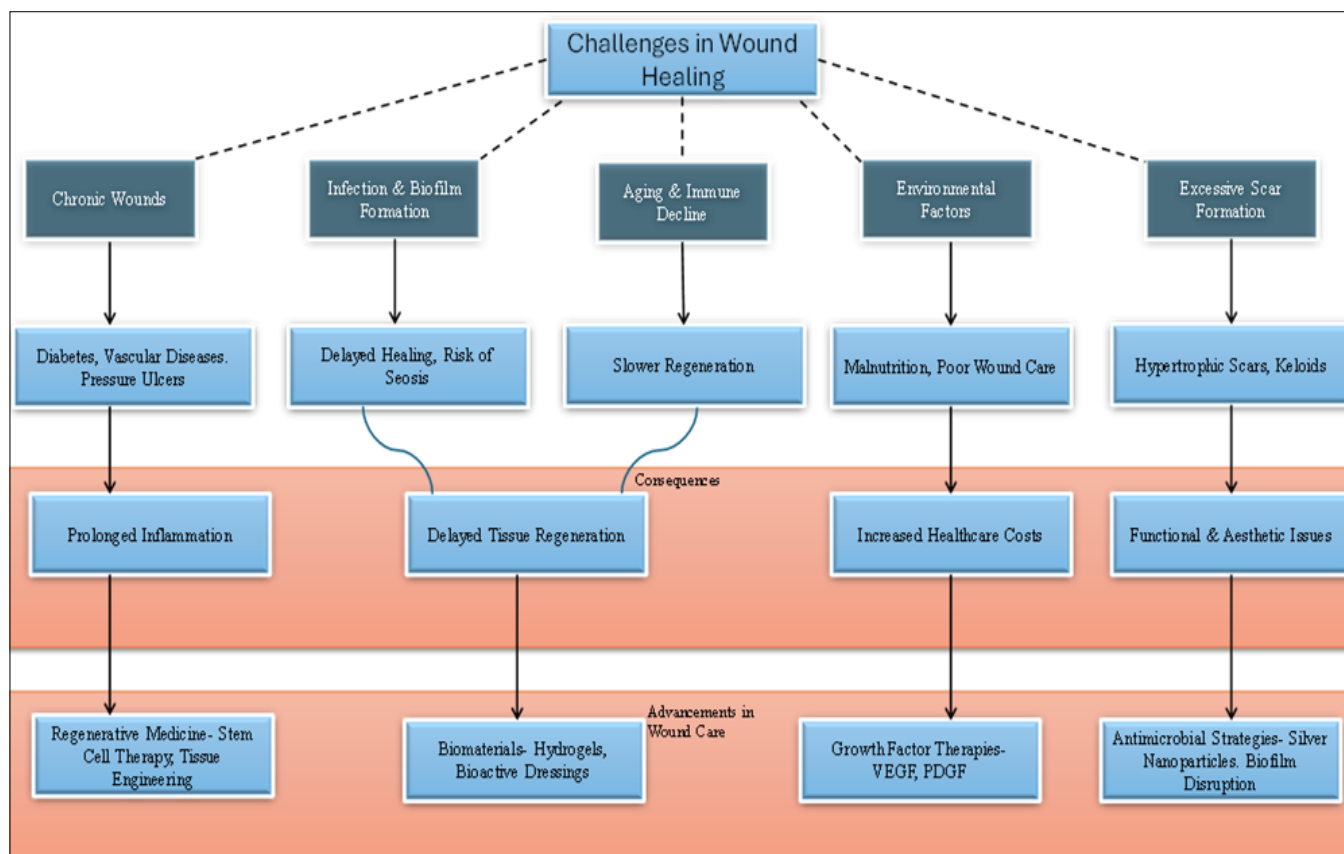 Challenges in Wound
Healing
Chronic Wounds
Infection & Biofilm
Formation
Aging & Immune
Decline
Environmental
Factors
Excessive Scar
Formation
Diabetes, Vascular Diseases.
Pressure Ulcers
Delayed Healing, Risk of
Seosis
Slower Regeneration
Malnutrition, Poor Wound Care
Hypertrophic Scars, Keloids
Consequences
Prolonged Inflammation
Delayed Tissue Regeneration
Increased Healthcare Costs
Functional & Aesthetic Issues
Advancements in
Wound Care
Regenerative Medicine- Stem
Cell Therapy, Tissue
Engineering
Biomaterials- Hydrogels,
Bioactive Dressings
Growth Factor Therapies-
VEGF, PDGF
Antimicrobial Strategies- Silver
Nanoparticles. Biofilm
Disruption